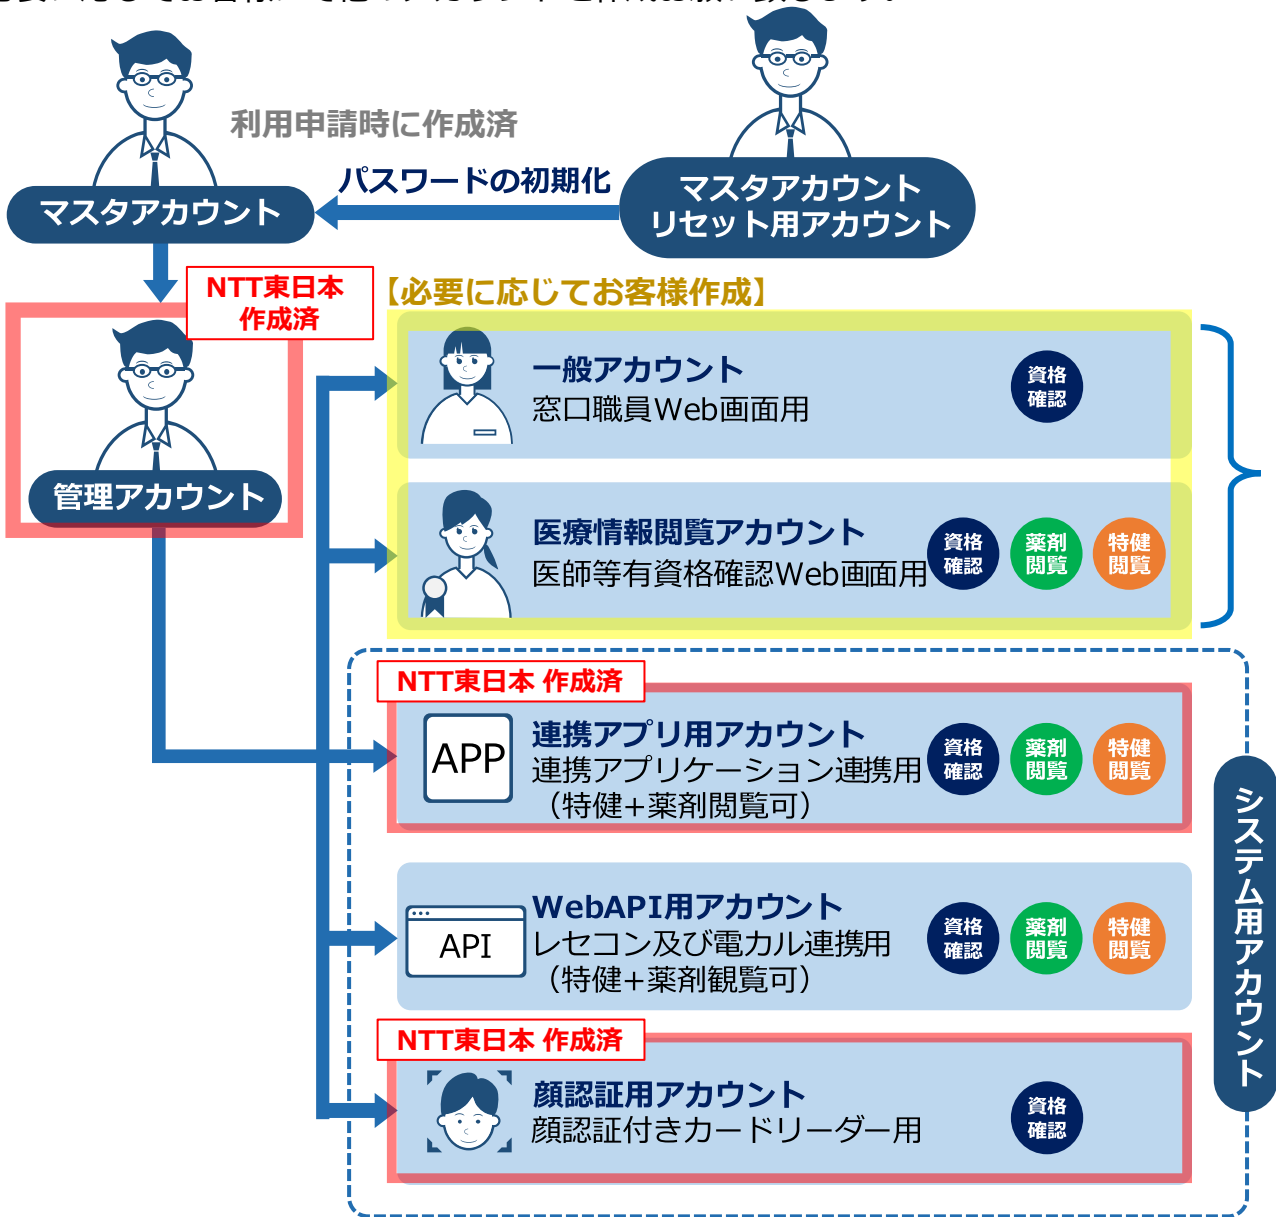 利用申請時に作成済
パスワードの初期化
マスタアカウント
マスタアカウント
リセット用アカウント
NTT東日本
作成済
【必要に応じてお客様作成】
管理アカウント
一般アカウント
窓口職員Web画面用
資格
確認
医療情報閲覧アカウント
医師等有資格確認Web画面用
資格
確認
薬剤
閲覧
特健
閲覧
NTT東日本 作成済
APP
連携アプリ用アカウント
連携アプリケーション連携用
（特健+薬剤閲覧可）
資格
確認
薬剤
閲覧
特健
閲覧
API
WebAPI用アカウント
レセコン及び電カル連携用
（特健+薬剤観覧可）
資格
確認
薬剤
閲覧
特健
閲覧
NTT東日本 作成済
顔認証用アカウント
顔認証付きカードリーダー用
資格
確認
システム用アカウント